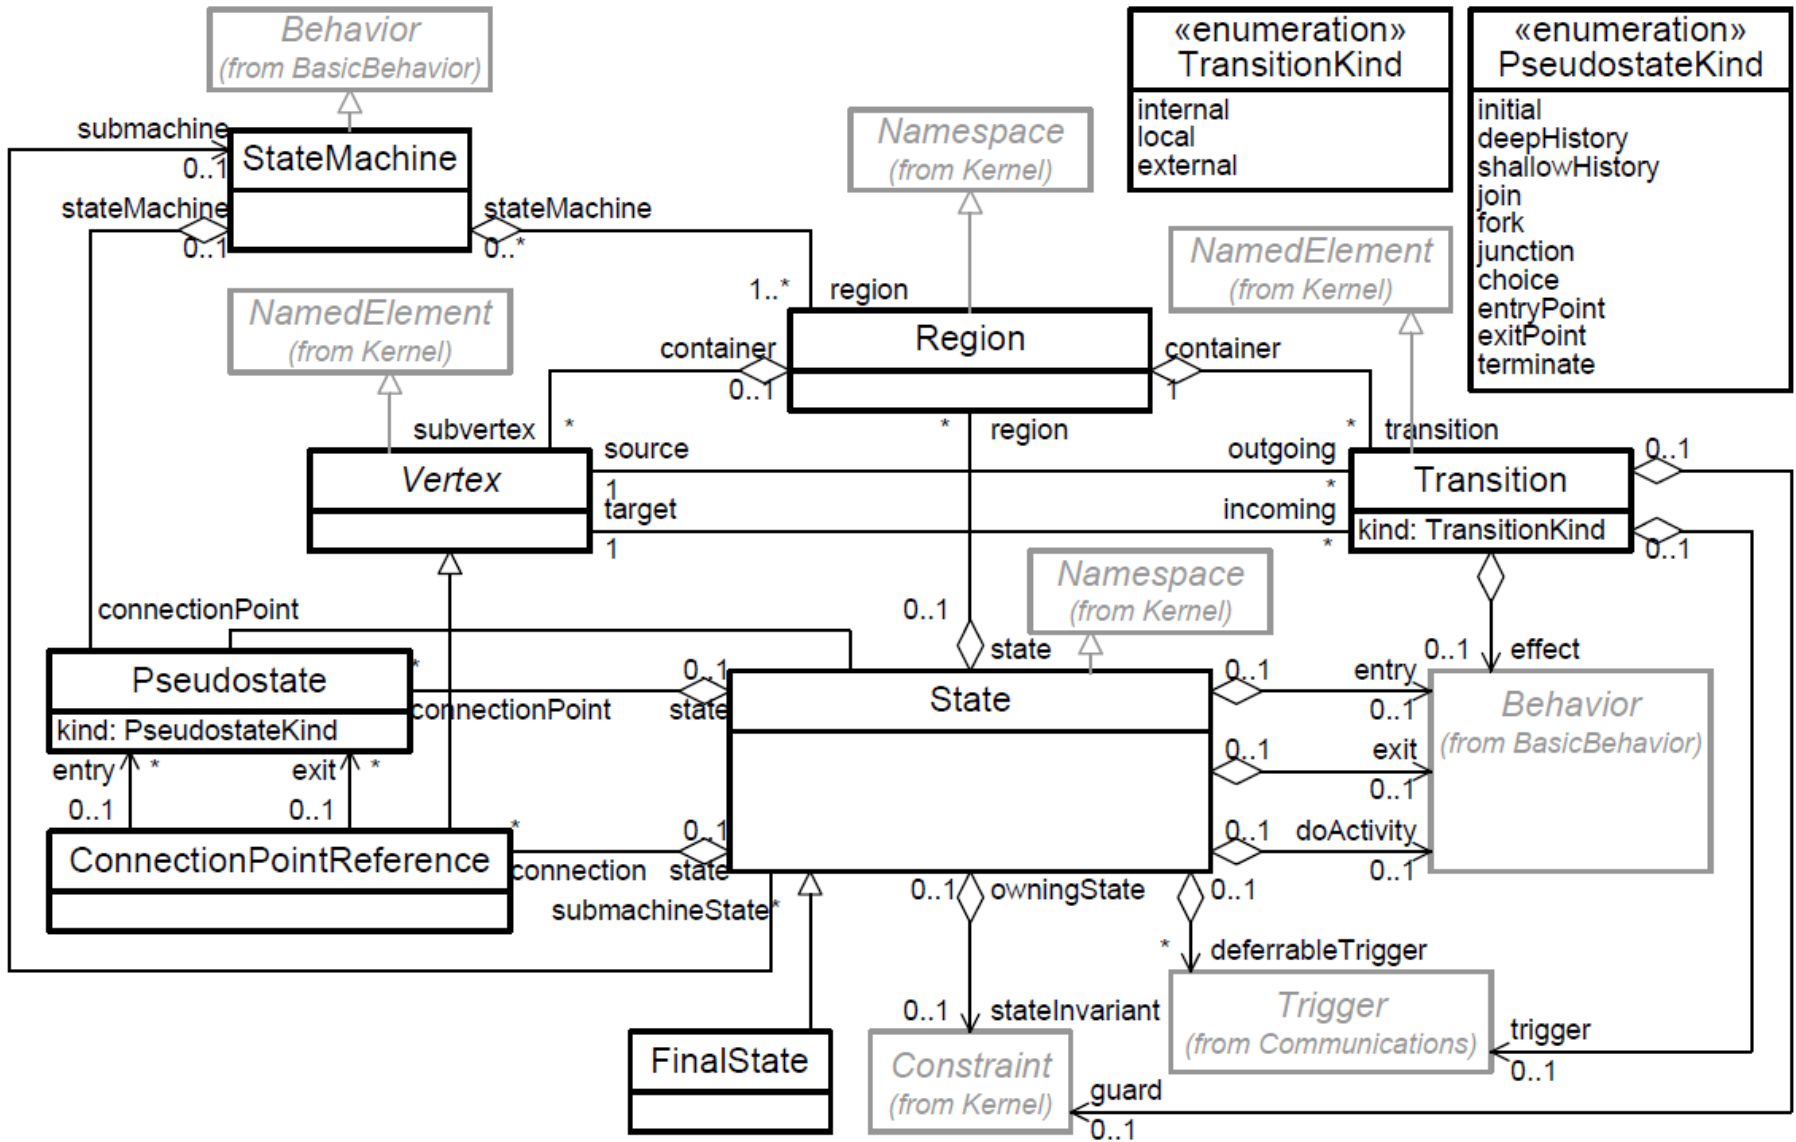 Behavior
(from BasicBehavior)
«enumeration»
TransitionKind
internal
local
external
«enumeration»
PseudostateKind
initial
deepHistory
shallowHistory
join
fork
junction
choice
entryPoint
exitPoint
terminate
submachine
0..1
StateMachine
stateMachine
0..1
stateMachine
0..*
Namespace
(from Kernel)
NamedElement
(from Kernel)
NamedElement
(from Kernel)
1..*
region
Region
container
0..1
container
1
subvertex
*
*
region
*
transition
Vertex
source
1
outgoing
*
target
1
incoming
*
Transition
kind: TransitionKind
0..1
0..1
Namespace
(from Kernel)
connectionPoint
0..1
state
0..1
effect
Pseudostate
kind: PseudostateKind
*
connectionPoint
0..1
state
State
0..1
entry
0..1
0..1
exit
0..1
0..1
doActivity
0..1
Behavior
(from BasicBehavior)
entry
*
exit
*
0..1
0..1
ConnectionPointReference
*
connection
0..1
state
submachineState
*
0..1
owningState
0..1
*
deferrableTrigger
0..1
stateInvariant
Trigger
(from Communications)
trigger
0..1
FinalState
Constraint
(from Kernel)
guard
0..1